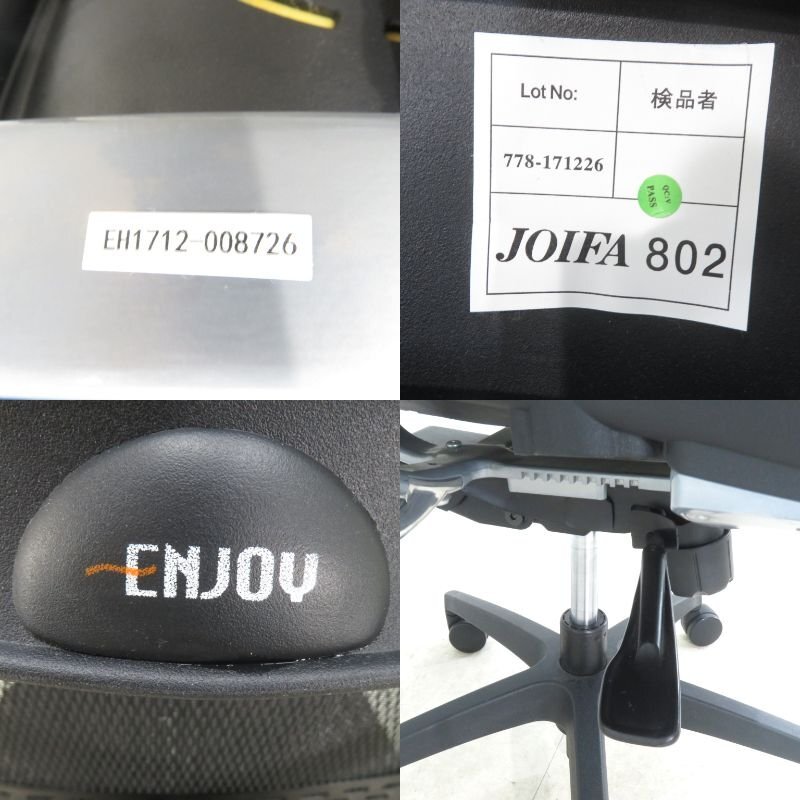 EH1712-008726
Lot No:
検品者
778-171226
QC:V
PASS
JOIFA 802
ENJOY